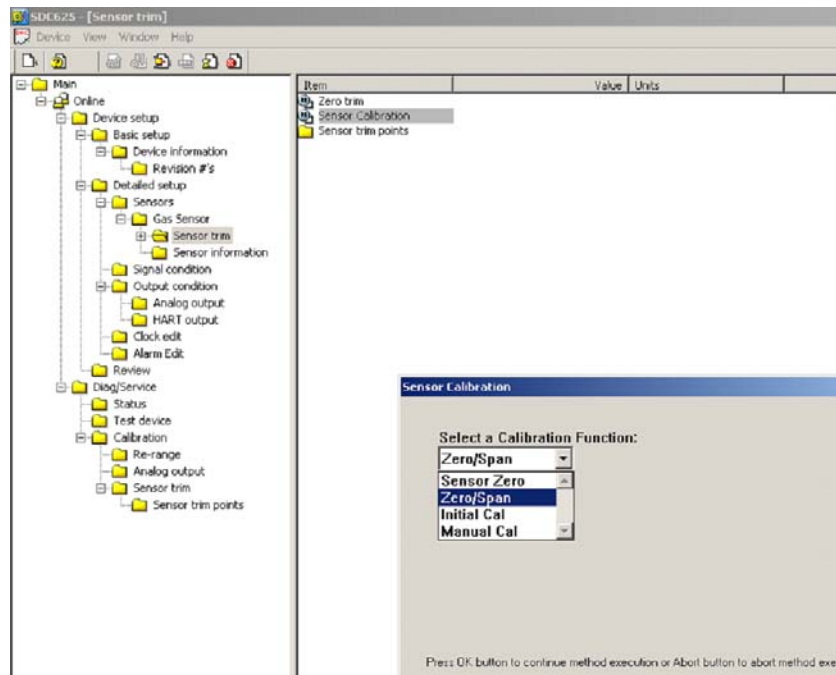 SDC625 - [Sensor trim]
Device View Window Help
Main
Online
Device setup
Basic setup
Device information
Revision #'s
Detailed setup
Sensors
Gas Sensor
Sensor trim
Sensor information
Signal condition
Output condition
Analog output
HART output
Clock edit
Alarm Edit
Review
Diag/Service
Status
Test device
Calibration
Re-range
Analog output
Sensor trim
Sensor trim points
Item Value Units
Zero trim
Sensor Calibration
Sensor trim points
Sensor Calibration
Select a Calibration Function:
Zero/Span
Sensor Zero
Zero/Span
Initial Cal
Manual Cal
Press OK button to continue method execution or Abort button to abort method exe